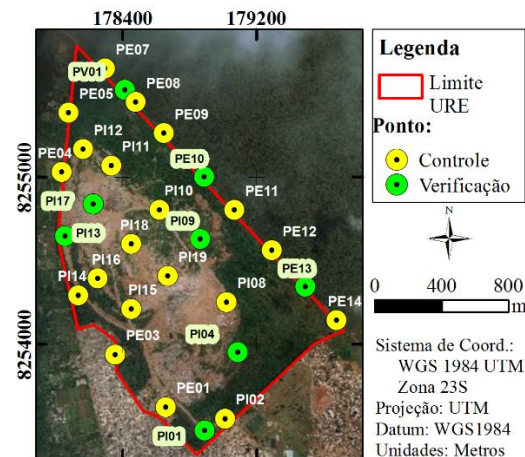 178400
179200
8255000
8254000
PE07
PV01
PE08
PE05
PE09
PI12
PI11
PE10
PE04
PI17
PI10
PE11
PI09
PI13
PI18
PE12
PI16
PI19
PE13
PI14
PI15
PI08
PE14
PE03
PI04
PE01
PI02
PI01
Legenda
Limite
URE
Ponto:
Controle
Verificação
N
0 400 800
m
Sistema de Coord.:
WGS 1984 UTM
Zona 23S
Projeção: UTM
Datum: WGS1984
Unidades: Metros